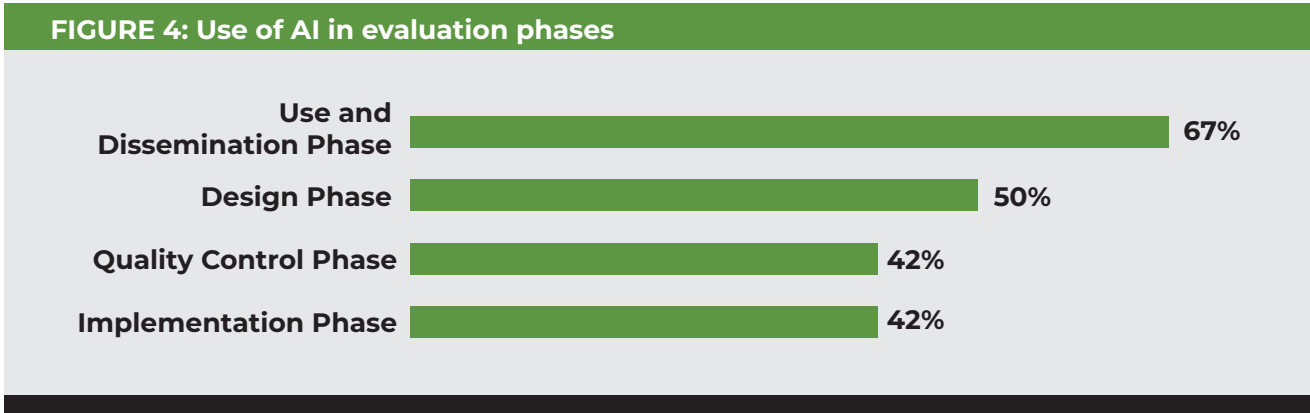 FIGURE 4: Use of AI in evaluation phases
Use and
Dissemination Phase
67%
Design Phase
50%
Quality Control Phase
42%
Implementation Phase
42%